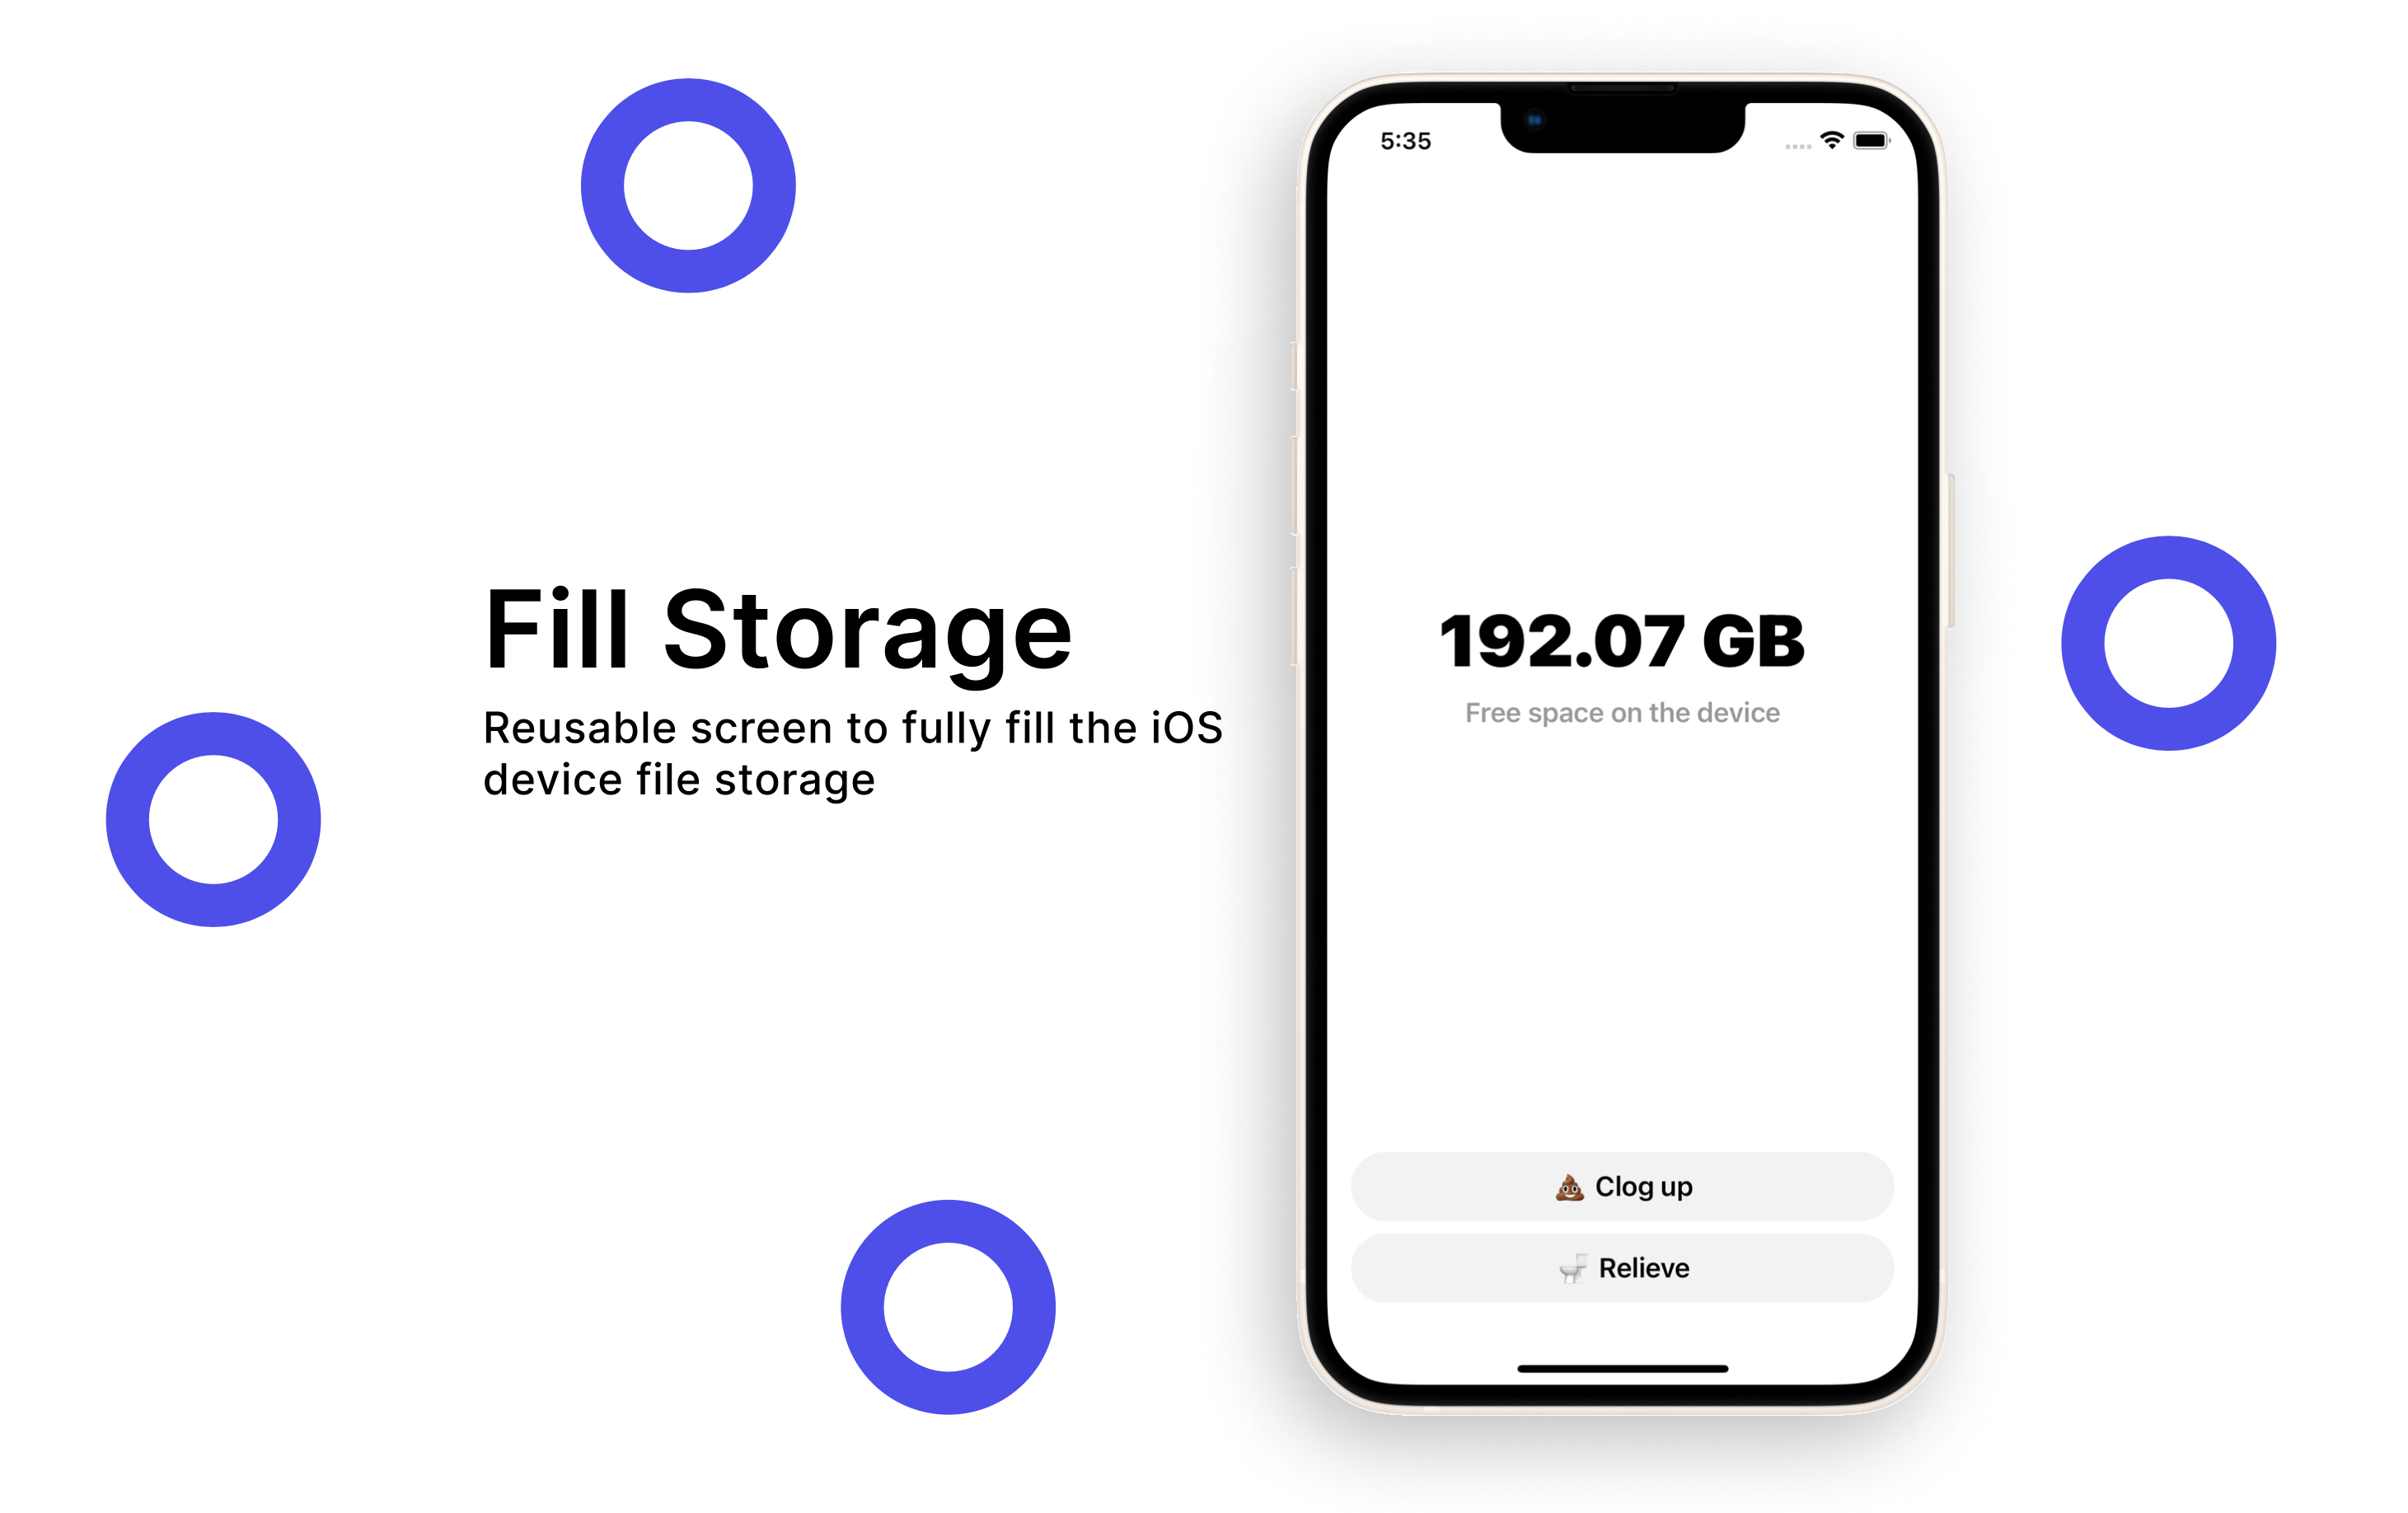 Fill Storage
Reusable screen to fully fill the iOS
device file storage
5:35
192.07 GB
Free space on the device
💩 Clog up
🚽 Relieve